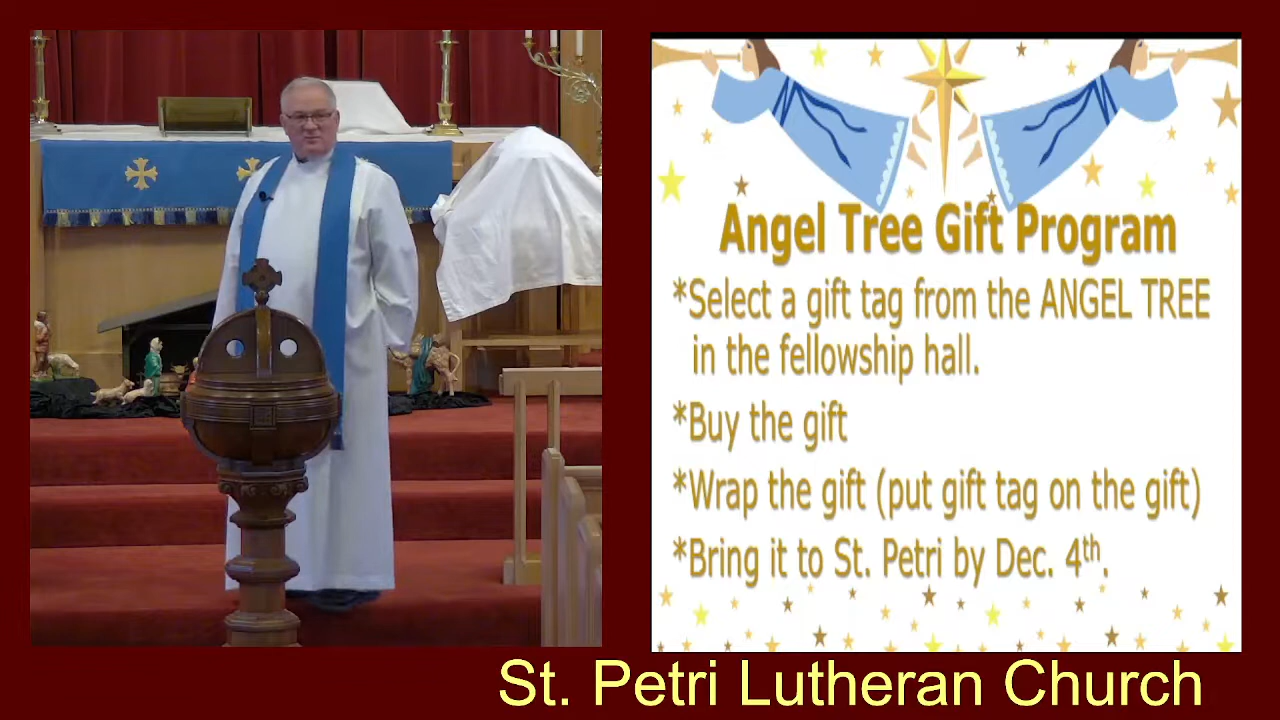 Angel Tree Gift Program
*Select a gift tag from the ANGEL TREE
in the fellowship hall.
*Buy the gift
*Wrap the gift (put gift tag on the gift)
*Bring it to St. Petri by Dec. 4th.
St. Petri Lutheran Church